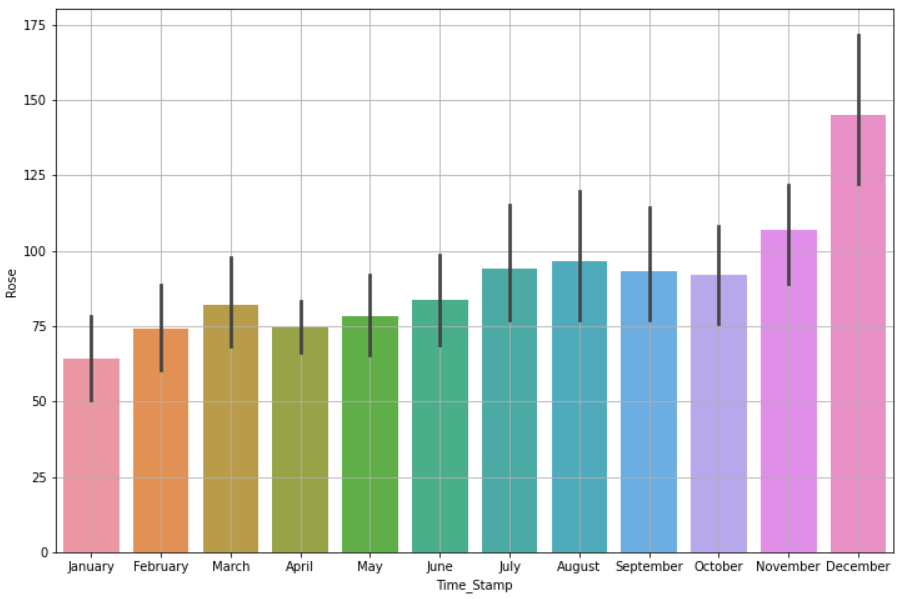 175
150
125
100
75
50
25
0
Rose
January February March April May June July August September October November December
Time_Stamp